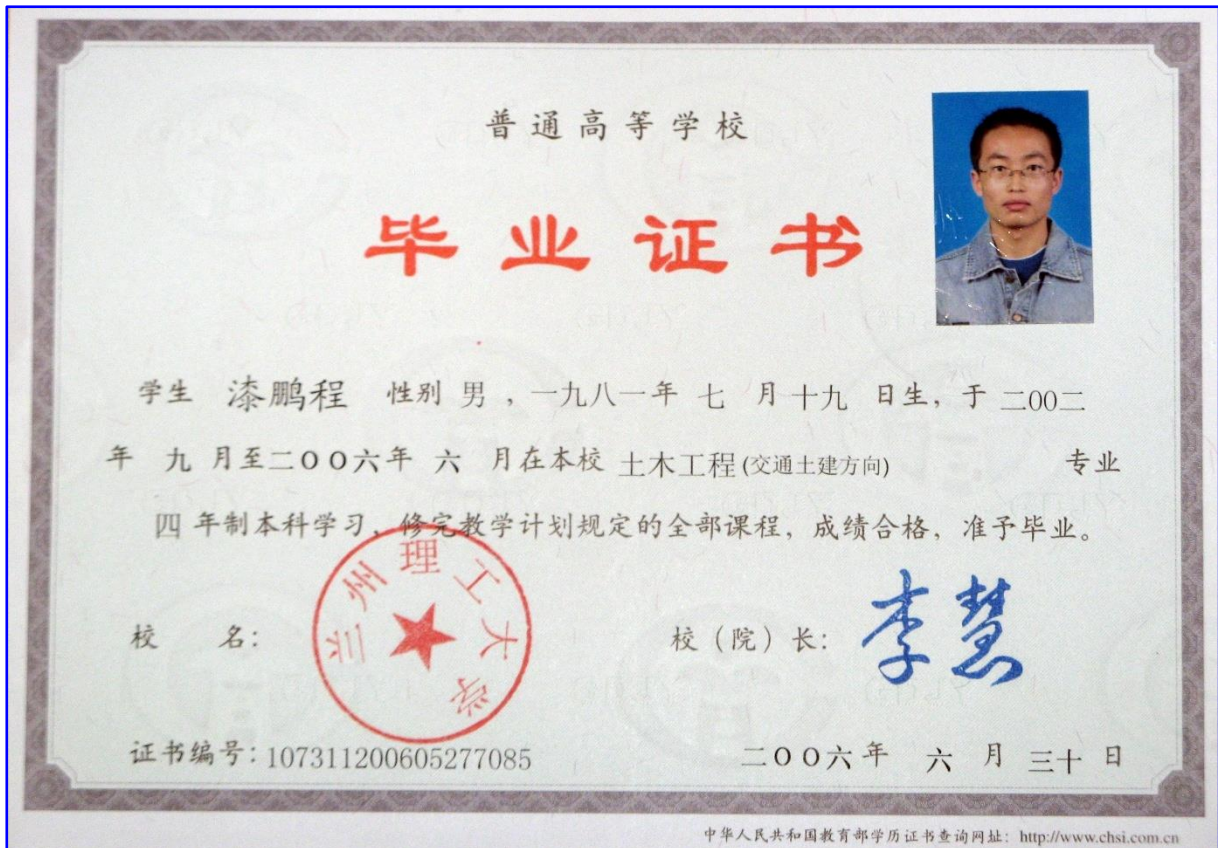 普通高等学校
毕业证书
学生 漆鹏程 性别 男 ，一九八一年 七 月十九 日生，于 二00二
年 九 月至二００六年 六 月在本校 土木工程(交通土建方向) 专业
四 年制本科学习，修完教学计划规定的全部课程，成绩合格，准予毕业。
兰州理工大学
校 名： 校（院）长： 李慧
证书编号：107311200605277085 二００六年 六 月 三十 日
中华人民共和国教育部学历证书查询网址：http://www.chsi.com.cn